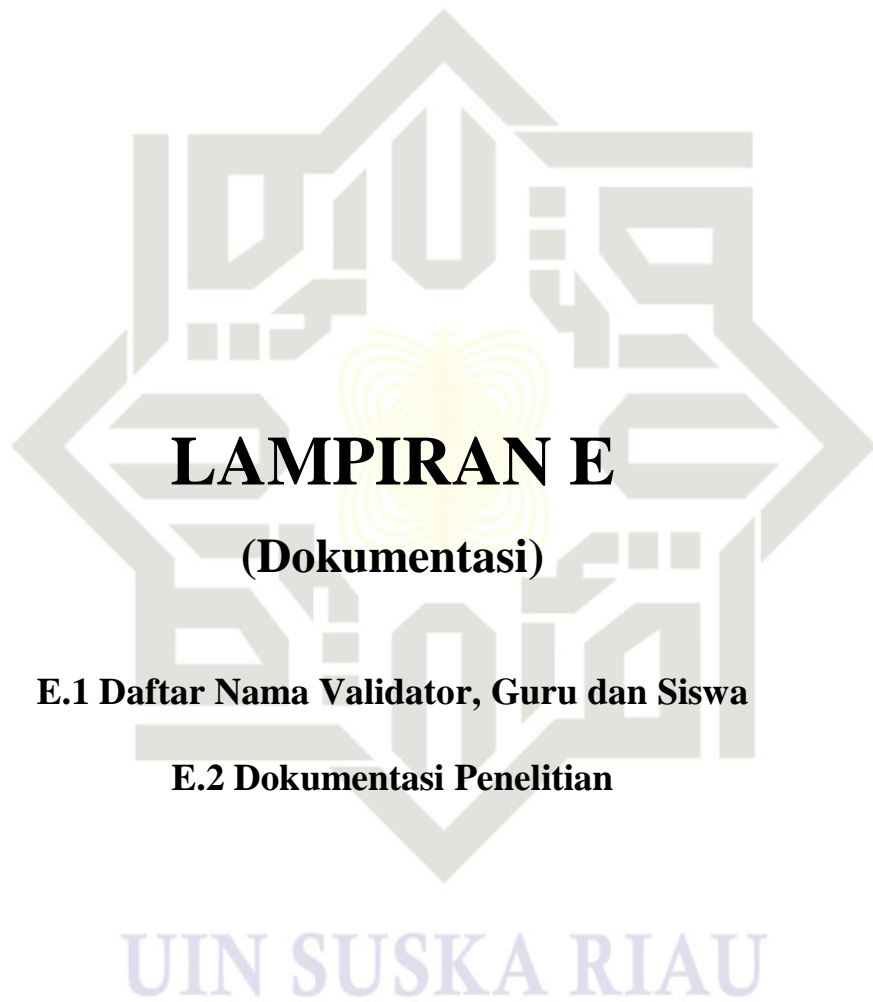 LAMPIRAN E
(Dokumentasi)
E.1 Daftar Nama Validator, Guru dan Siswa
E.2 Dokumentasi Penelitian
UIN SUSKA RIAU